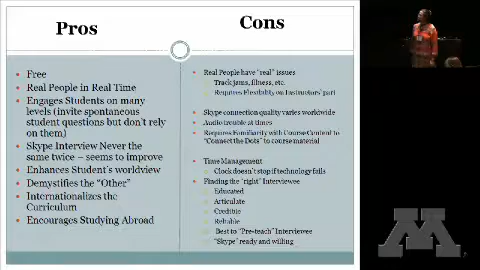 Pros
Cons
Free
Real People in Real Time
Engages Students on many
levels (invite spontaneous
student questions but don't rely
on them)
Skype Interview Never the
same twice – seems to improve
Enhances Student's worldview
Demystifies the "Other"
Internationalizes the
Curriculum
Encourages Studying Abroad
Real People have "real" issues
Track jams, illness, etc.
Requires Flexibility on Instructors' part
Skype connection quality varies worldwide
Audio trouble at times
Requires Familiarity with Course Content to
"Connect the Dots" to course material
Time Management
Clock doesn't stop if technology fails
Finding the "right" Interviewee
Educated
Articulate
Credible
Reliable
Best to "Pre-teach" Interviewee
"Skype" ready and willing
M